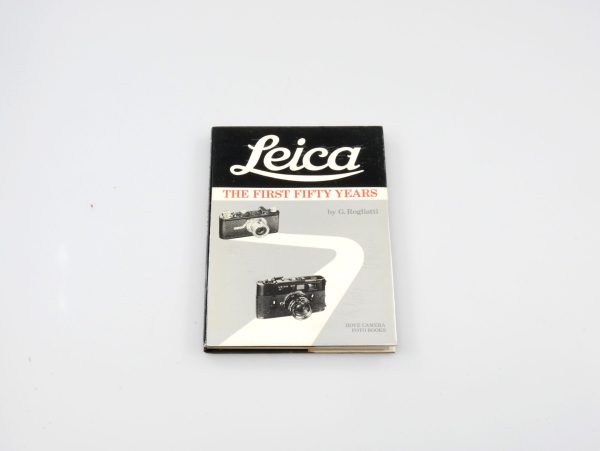 Leica
THE FIRST FIFTY YEARS
by G. Rogliatti
HOVE CAMERA
FOTO BOOKS